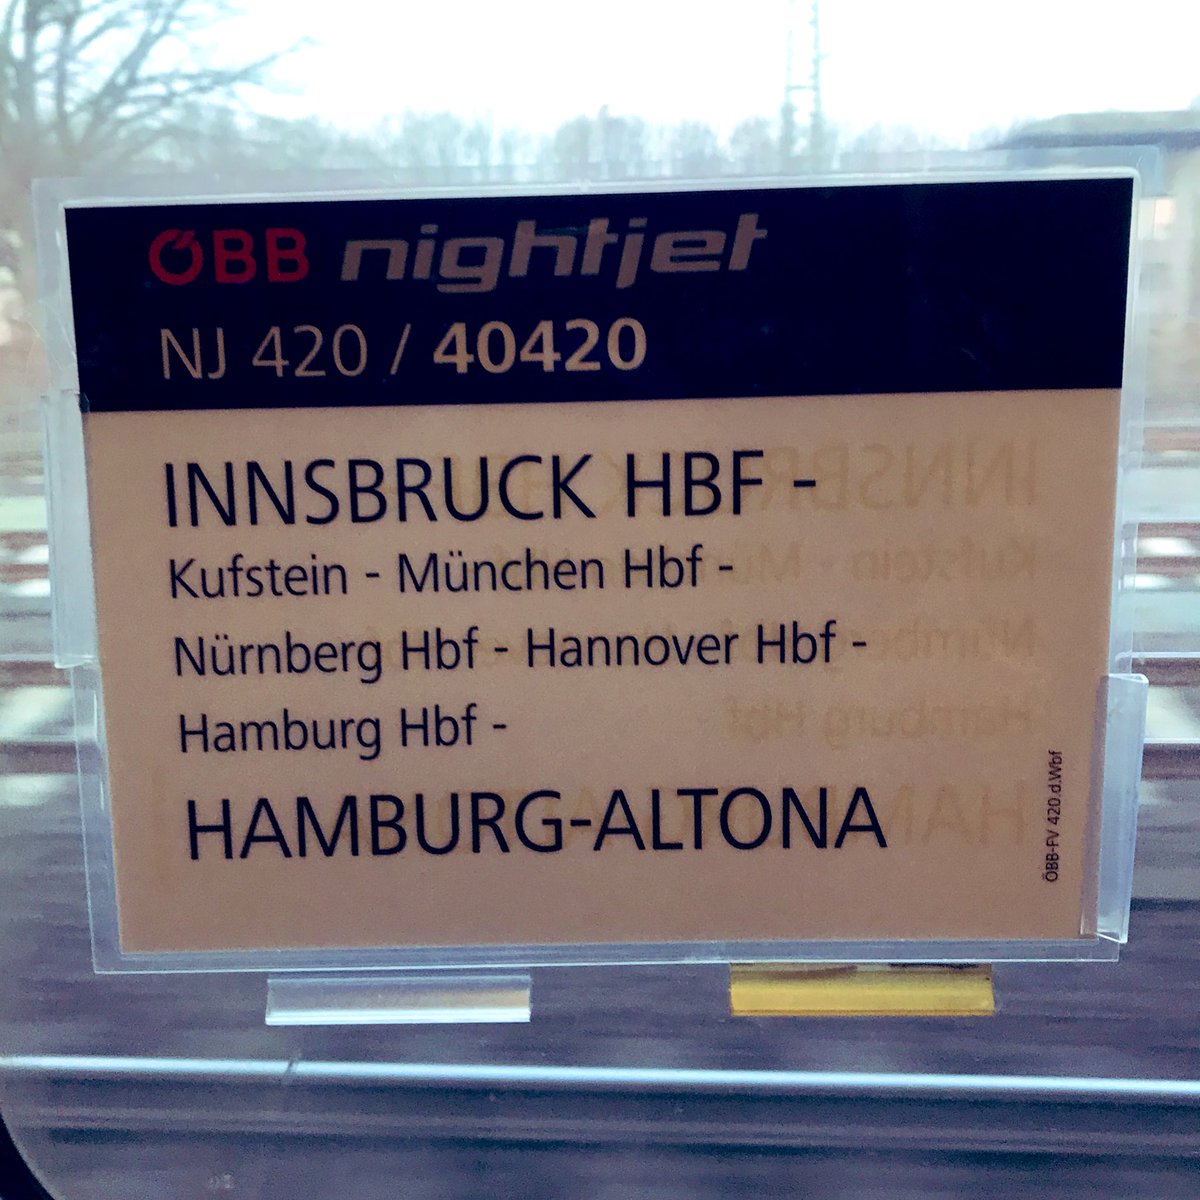 ÖBB nightjet
NJ 420 / 40420
INNSBRUCK HBF -
Kufstein - München Hbf -
Nürnberg Hbf - Hannover Hbf -
Hamburg Hbf -
HAMBURG-ALTONA
ÖBB-FV 420.d.Wbf